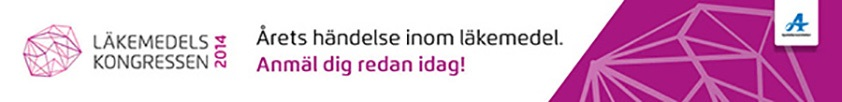 LÄKEMEDELS
KONGRESSEN
2014
Årets händelse inom läkemedel.
Anmäl dig redan idag!